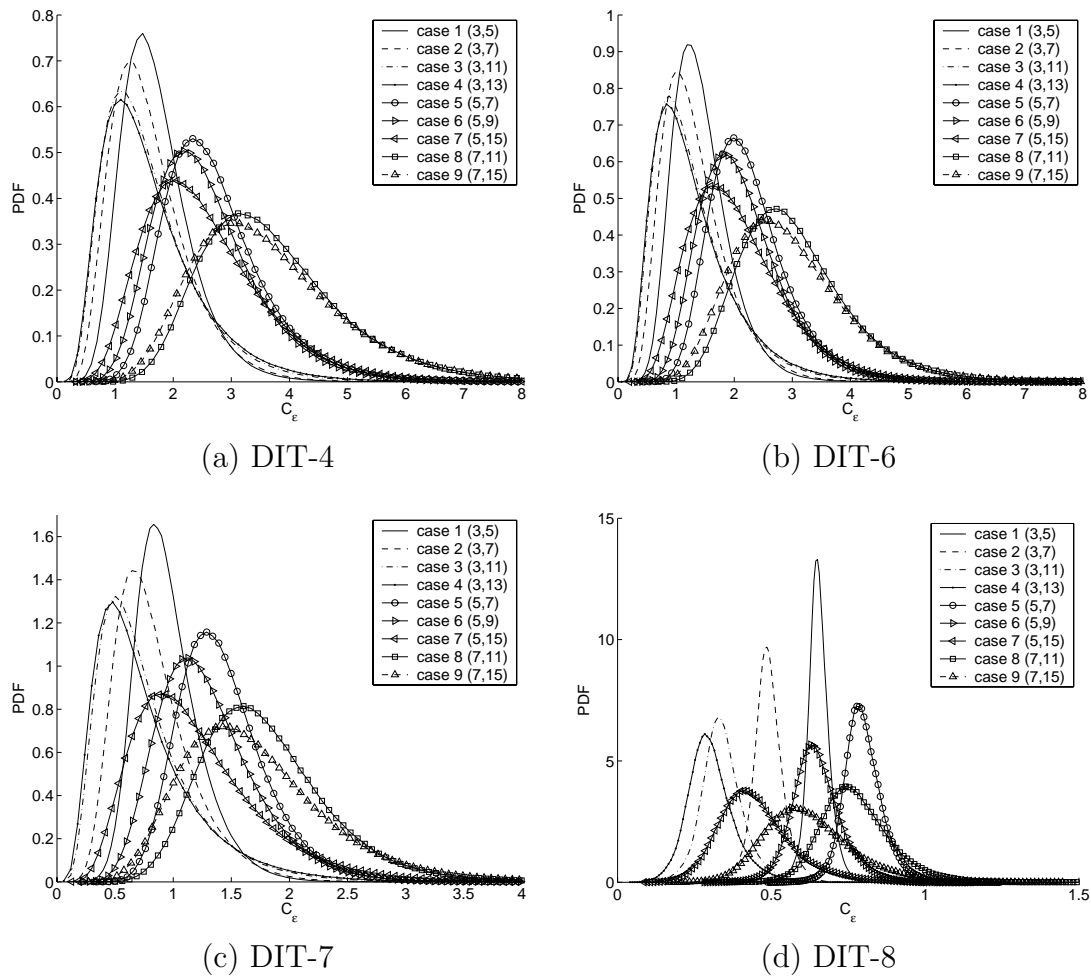 0.8
0.7
0.6
0.5
0.4
0.3
0.2
0.1
0
PDF
0 1 2 3 4 5 6 7 8
C_ε
case 1 (3,5)
case 2 (3,7)
case 3 (3,11)
case 4 (3,13)
case 5 (5,7)
case 6 (5,9)
case 7 (5,15)
case 8 (7,11)
case 9 (7,15)
(a) DIT-4
1
0.9
0.8
0.7
0.6
0.5
0.4
0.3
0.2
0.1
0
PDF
0 1 2 3 4 5 6 7 8
C_ε
case 1 (3,5)
case 2 (3,7)
case 3 (3,11)
case 4 (3,13)
case 5 (5,7)
case 6 (5,9)
case 7 (5,15)
case 8 (7,11)
case 9 (7,15)
(b) DIT-6
1.6
1.4
1.2
1
0.8
0.6
0.4
0.2
0
PDF
0 0.5 1 1.5 2 2.5 3 3.5 4
C_ε
case 1 (3,5)
case 2 (3,7)
case 3 (3,11)
case 4 (3,13)
case 5 (5,7)
case 6 (5,9)
case 7 (5,15)
case 8 (7,11)
case 9 (7,15)
(c) DIT-7
15
10
5
0
PDF
0 0.5 1 1.5
C_ε
case 1 (3,5)
case 2 (3,7)
case 3 (3,11)
case 4 (3,13)
case 5 (5,7)
case 6 (5,9)
case 7 (5,15)
case 8 (7,11)
case 9 (7,15)
(d) DIT-8